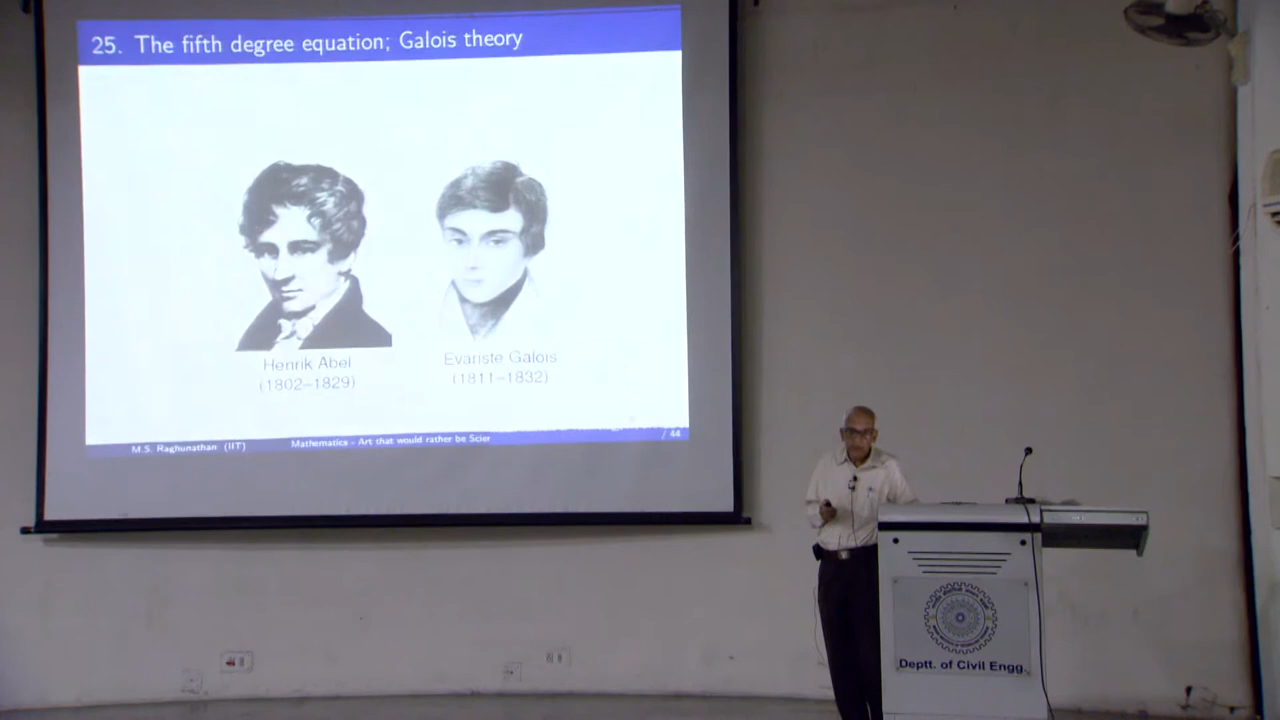 25. The fifth degree equation; Galois theory
Henrik Abel
(1802–1829)
Evariste Galois
(1811–1832)
M.S. Raghunathan (IIT)
Mathematics - Art that would rather be Scier
/ 44
Deptt. of Civil Engg.